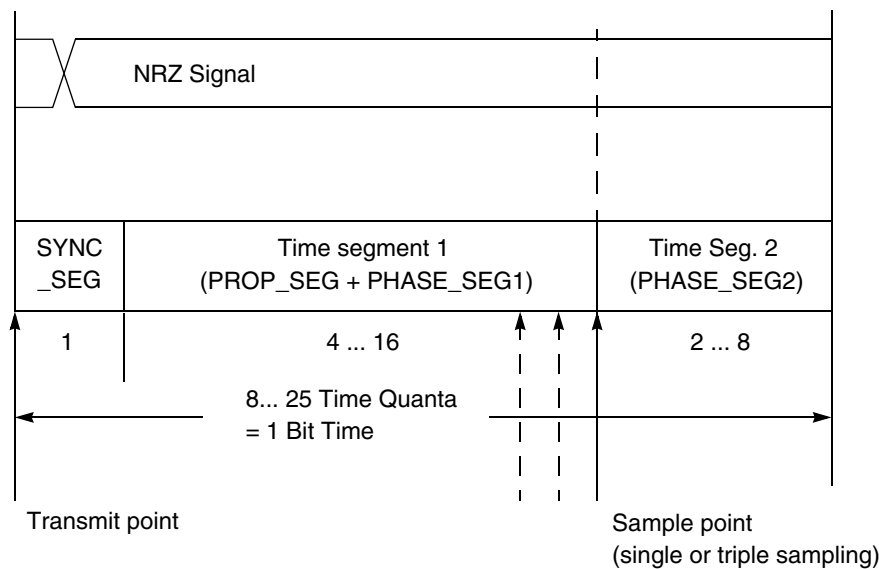 NRZ Signal
SYNC
_SEG
Time segment 1
(PROP_SEG + PHASE_SEG1)
Time Seg. 2
(PHASE_SEG2)
1
4 ... 16
2 ... 8
8... 25 Time Quanta
= 1 Bit Time
Transmit point
Sample point
(single or triple sampling)